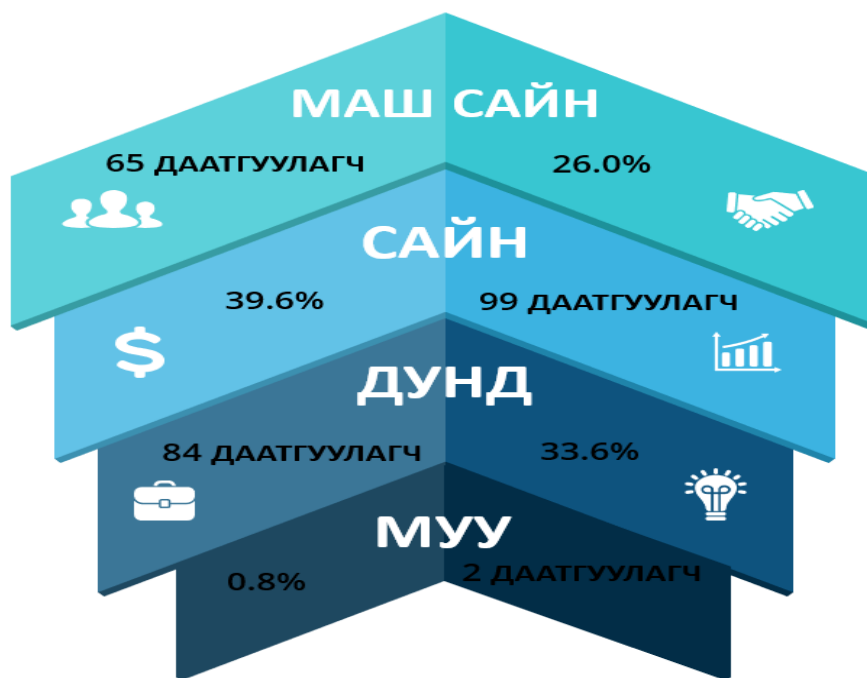 МАШ САЙН
65 ДААТГУУЛАГЧ
26.0%
САЙН
39.6%
99 ДААТГУУЛАГЧ
ДУНД
84 ДААТГУУЛАГЧ
33.6%
МУУ
0.8%
2 ДААТГУУЛАГЧ